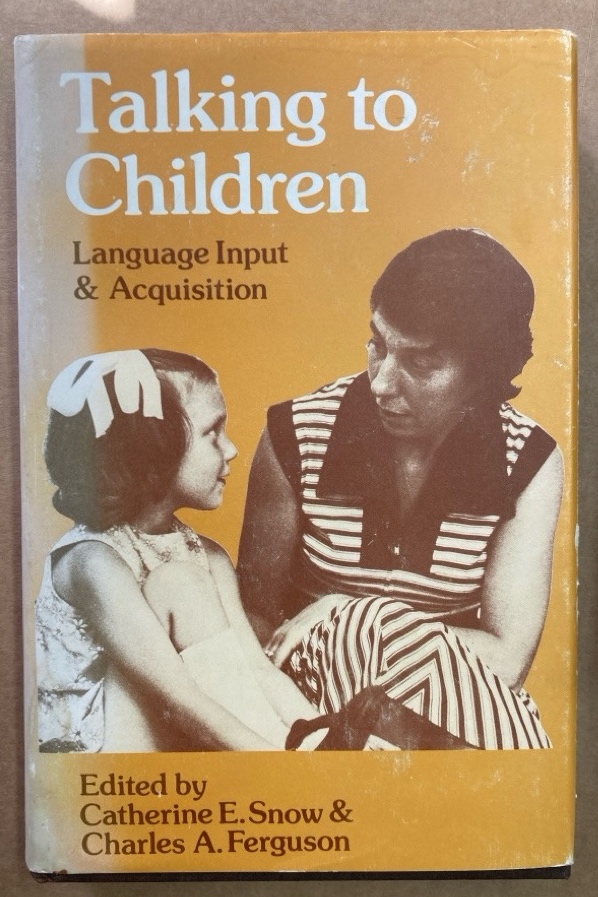 Talking to
Children
Language Input
& Acquisition
Edited by
Catherine E. Snow &
Charles A. Ferguson